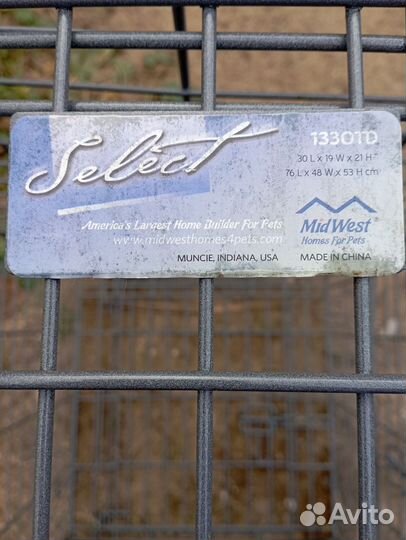 Select
1330TD
30 L x 19 W x 21 H"
76 L x 48 W x 53 H cm
America's Largest Home Builder For Pets
www.midwesthomes4pets.com
MidWest
Homes For Pets
MUNCIE, INDIANA, USA
MADE IN CHINA
Avito